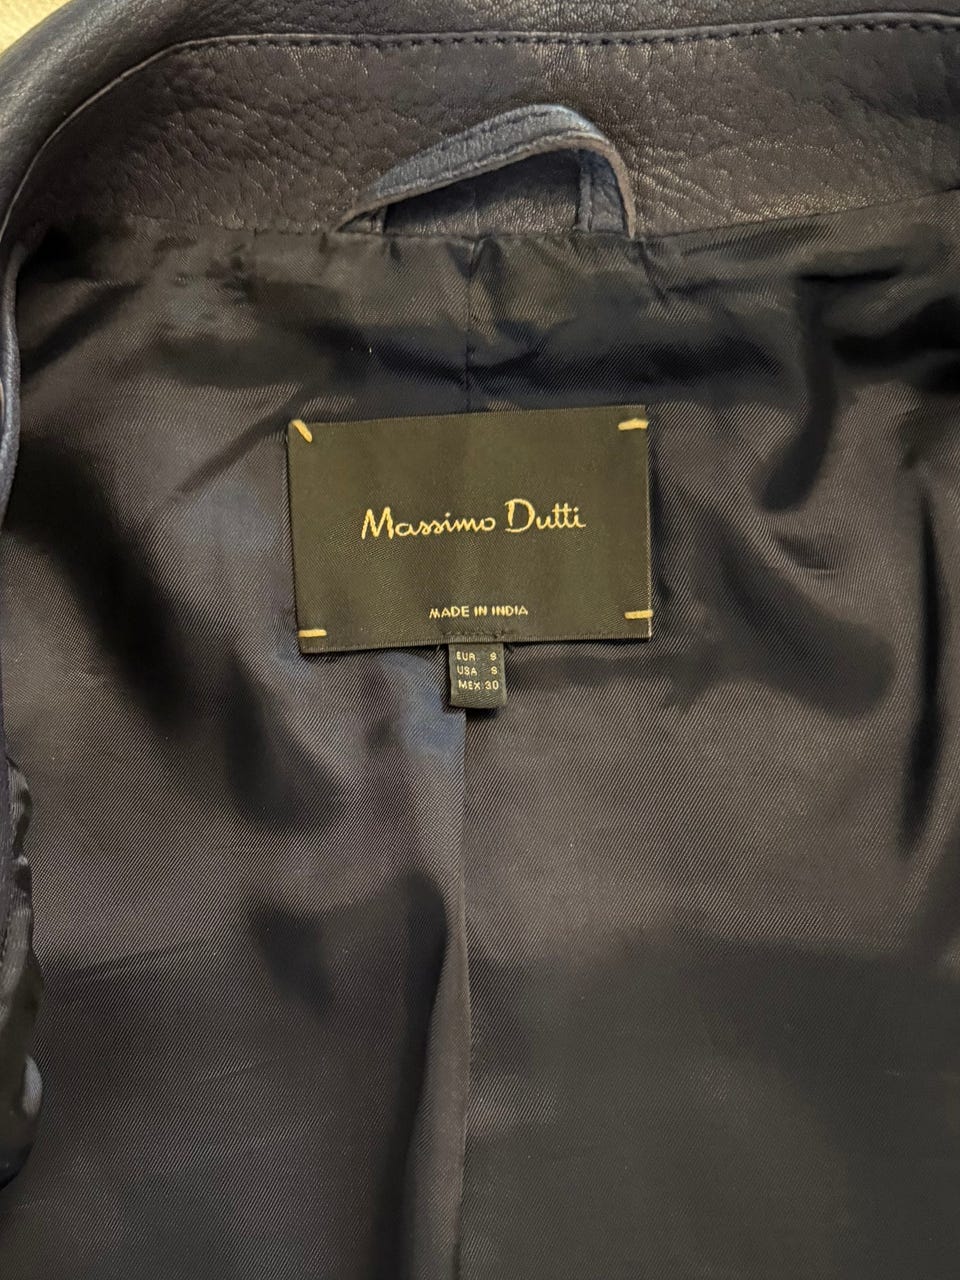 Massimo Dutti
MADE IN INDIA
EUR S
USA S
MEX 30